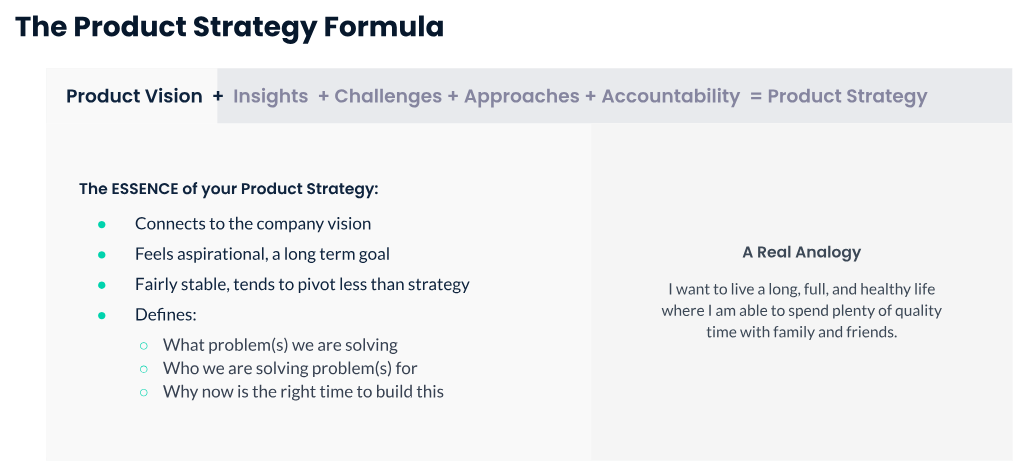 The Product Strategy Formula
Product Vision + Insights + Challenges + Approaches + Accountability = Product Strategy
The ESSENCE of your Product Strategy:
● Connects to the company vision
● Feels aspirational, a long term goal
● Fairly stable, tends to pivot less than strategy
● Defines:
○ What problem(s) we are solving
○ Who we are solving problem(s) for
○ Why now is the right time to build this
A Real Analogy
I want to live a long, full, and healthy life
where I am able to spend plenty of quality
time with family and friends.